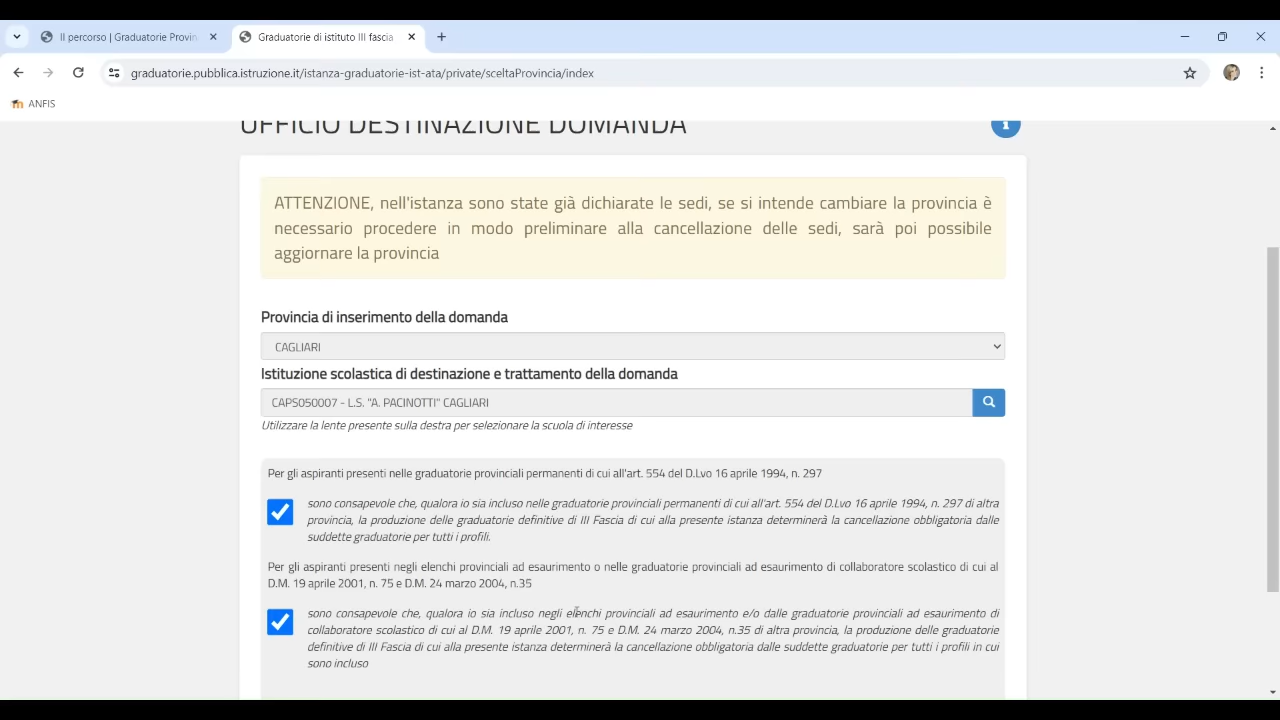 Il percorso | Graduatorie Provin
Graduatorie di istituto III fascia
graduatorie.pubblica.istruzione.it/istanza-graduatorie-ist-ata/private/sceltaProvincia/index
ANFIS
UFFICIO DESTINAZIONE DOMANDA
ATTENZIONE, nell'istanza sono state già dichiarate le sedi, se si intende cambiare la provincia è
necessario procedere in modo preliminare alla cancellazione delle sedi, sarà poi possibile
aggiornare la provincia
Provincia di inserimento della domanda
CAGLIARI
Istituzione scolastica di destinazione e trattamento della domanda
CAPS050007 - L.S. "A. PACINOTTI" CAGLIARI
Utilizzare la lente presente sulla destra per selezionare la scuola di interesse
Per gli aspiranti presenti nelle graduatorie provinciali permanenti di cui all'art. 554 del D.Lvo 16 aprile 1994, n. 297
sono consapevole che, qualora io sia incluso nelle graduatorie provinciali permanenti di cui all'art. 554 del D.Lvo 16 aprile 1994, n. 297 di altra
provincia, la produzione delle graduatorie definitive di III Fascia di cui alla presente istanza determinerà la cancellazione obbligatoria dalle
suddette graduatorie per tutti i profili.
Per gli aspiranti presenti negli elenchi provinciali ad esaurimento o nelle graduatorie provinciali ad esaurimento di collaboratore scolastico di cui al
D.M. 19 aprile 2001, n. 75 e D.M. 24 marzo 2004, n.35
sono consapevole che, qualora io sia incluso negli elenchi provinciali ad esaurimento e/o dalle graduatorie provinciali ad esaurimento di
collaboratore scolastico di cui al D.M. 19 aprile 2001, n. 75 e D.M. 24 marzo 2004, n.35 di altra provincia, la produzione delle graduatorie
definitive di III Fascia di cui alla presente istanza determinerà la cancellazione obbligatoria dalle suddette graduatorie per tutti i profili in cui
sono incluso